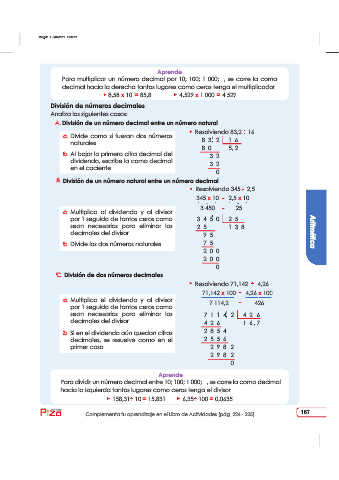 Aprende
Para multiplicar un número decimal por 10; 100; 1 000; , se corre la coma
decimal hacia la derecha tantos lugares como ceros tenga el multiplicador
8,58 x 10 = 85,8 4,529 x 1 000 = 4 529
División de números decimales
Analiza los siguientes casos:
A. División de un número decimal entre un número natural
a. Divide como si fueran dos números
naturales
b. Al bajar la primera cifra decimal del
dividendo, escribe la coma decimal
en el cociente
• Resolviendo 83,2 : 16
8 3, 2 1 6
8 0 5, 2
3 2
3 2
0
B. División de un número natural entre un número decimal
a. Multiplica al dividendo y al divisor
por 1 seguido de tantos ceros como
sean necesarios para eliminar las
decimales del divisor
b. Divide los dos números naturales
• Resolviendo 345 ÷ 2,5
345 x 10 ÷ 2,5 x 10
3 450 ÷ 25
3 4 5 0 2 5
2 5 1 3 8
9 5
7 5
2 0 0
2 0 0
0
C. División de dos números decimales
a. Multiplica el dividendo y al divisor
por 1 seguido de tantos ceros como
sean necesarios para eliminar las
decimales del divisor
b. Si en el dividendo aún quedan cifras
decimales, se resuelve como en el
primer caso
• Resolviendo 71,142 ÷ 4,26
71,142 x 100 ÷ 4,26 x 100
7 114,2 ÷ 426
7 1 1 4, 2 4 2 6
4 2 6 1 6 , 7
2 8 5 4
2 5 5 6
2 9 8 2
2 9 8 2
0
Aprende
Para dividir un número decimal entre 10; 100; 1 000; , se corre la coma decimal
hacia la izquierda tantos lugares como ceros tenga el divisor
158,31÷ 10 = 15,831 6,35÷ 100 = 0,0635
Complementa tu aprendizaje en el Libro de Actividades (pág. 224 - 225)
167
Aritmética